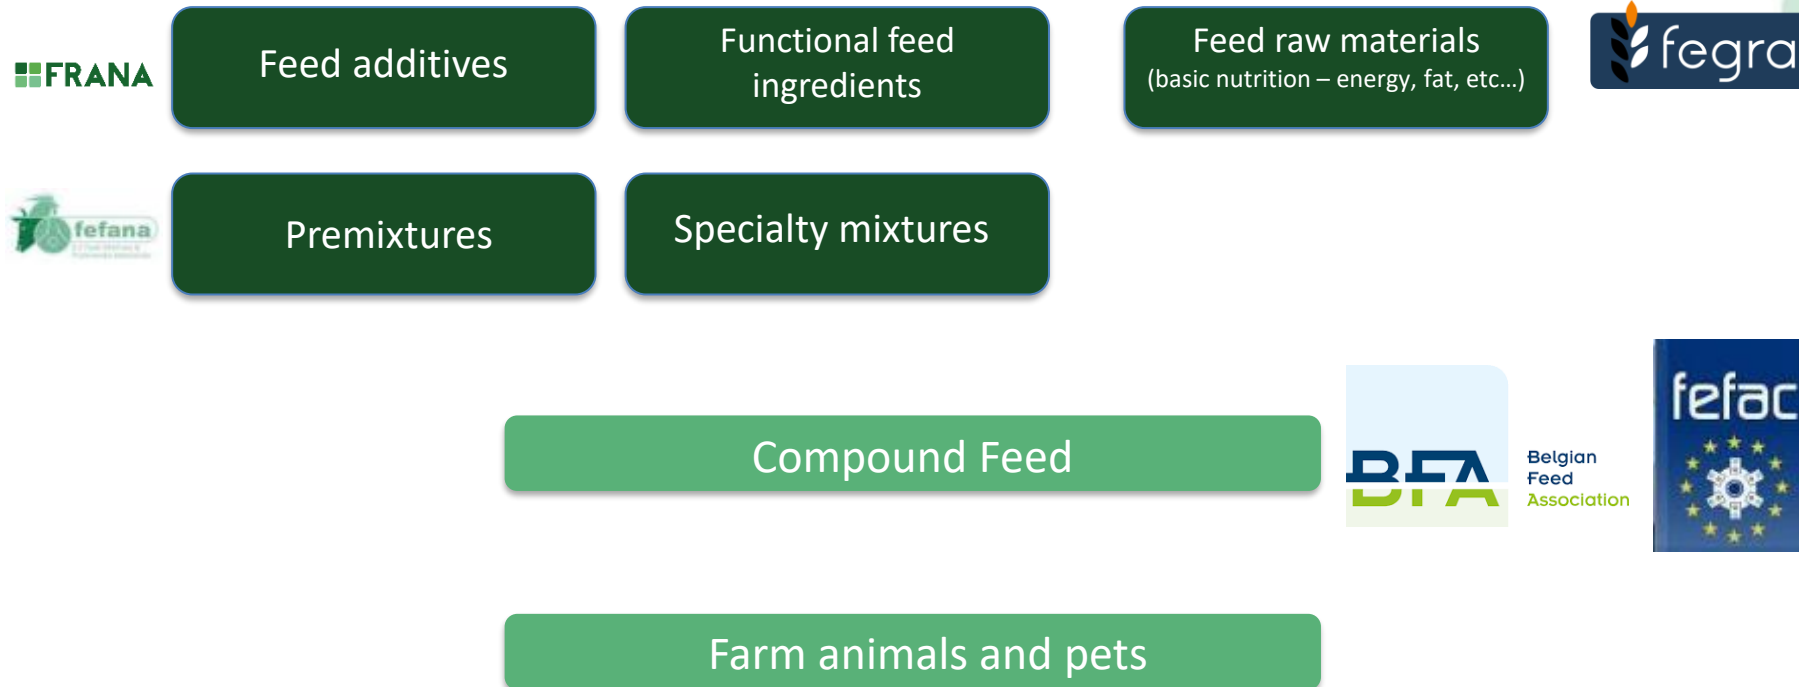 FRANA
Feed additives
Functional feed
ingredients
Feed raw materials
(basic nutrition – energy, fat, etc…)
fegra
fefana
Premixtures
Specialty mixtures
Compound Feed
BFA
Belgian
Feed
Association
fefac
Farm animals and pets